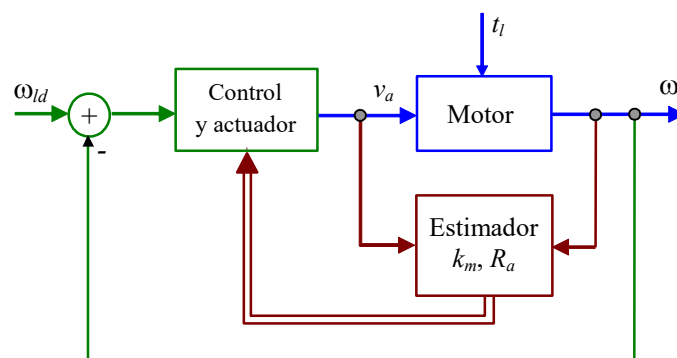 t_l
ω_ld
+
-
Control
y actuador
v_a
Motor
ω
Estimador
k_m, R_a